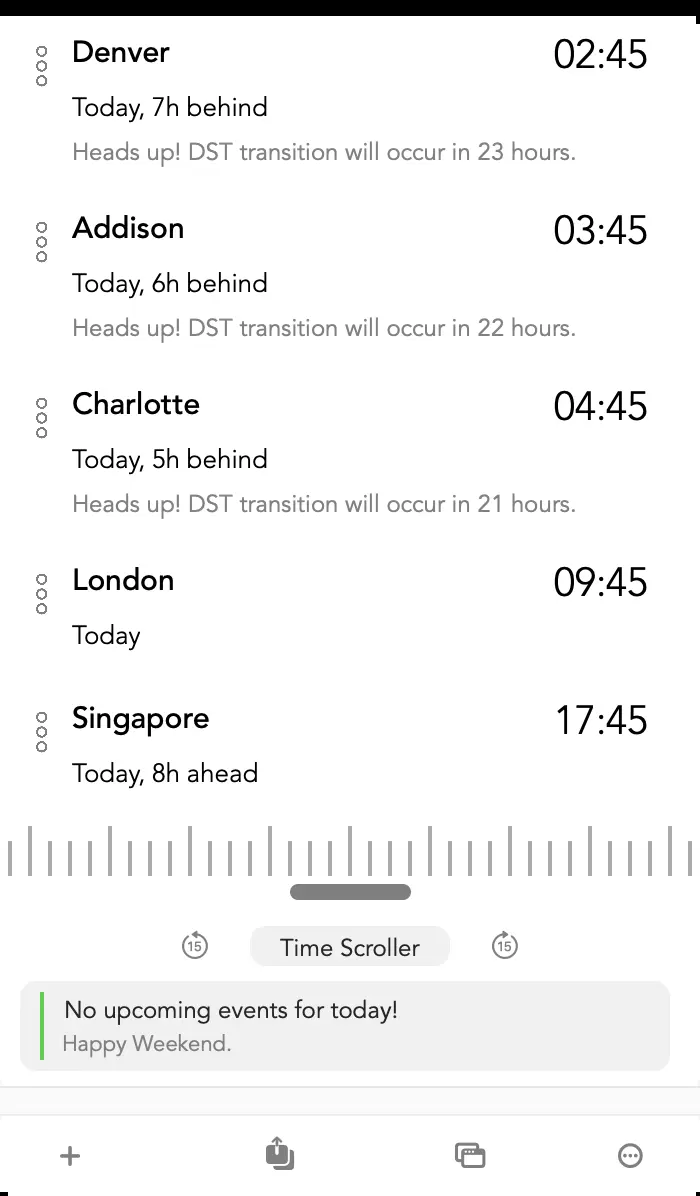 Denver 02:45
Today, 7h behind
Heads up! DST transition will occur in 23 hours.
Addison 03:45
Today, 6h behind
Heads up! DST transition will occur in 22 hours.
Charlotte 04:45
Today, 5h behind
Heads up! DST transition will occur in 21 hours.
London 09:45
Today
Singapore 17:45
Today, 8h ahead
15 Time Scroller 15
No upcoming events for today!
Happy Weekend.